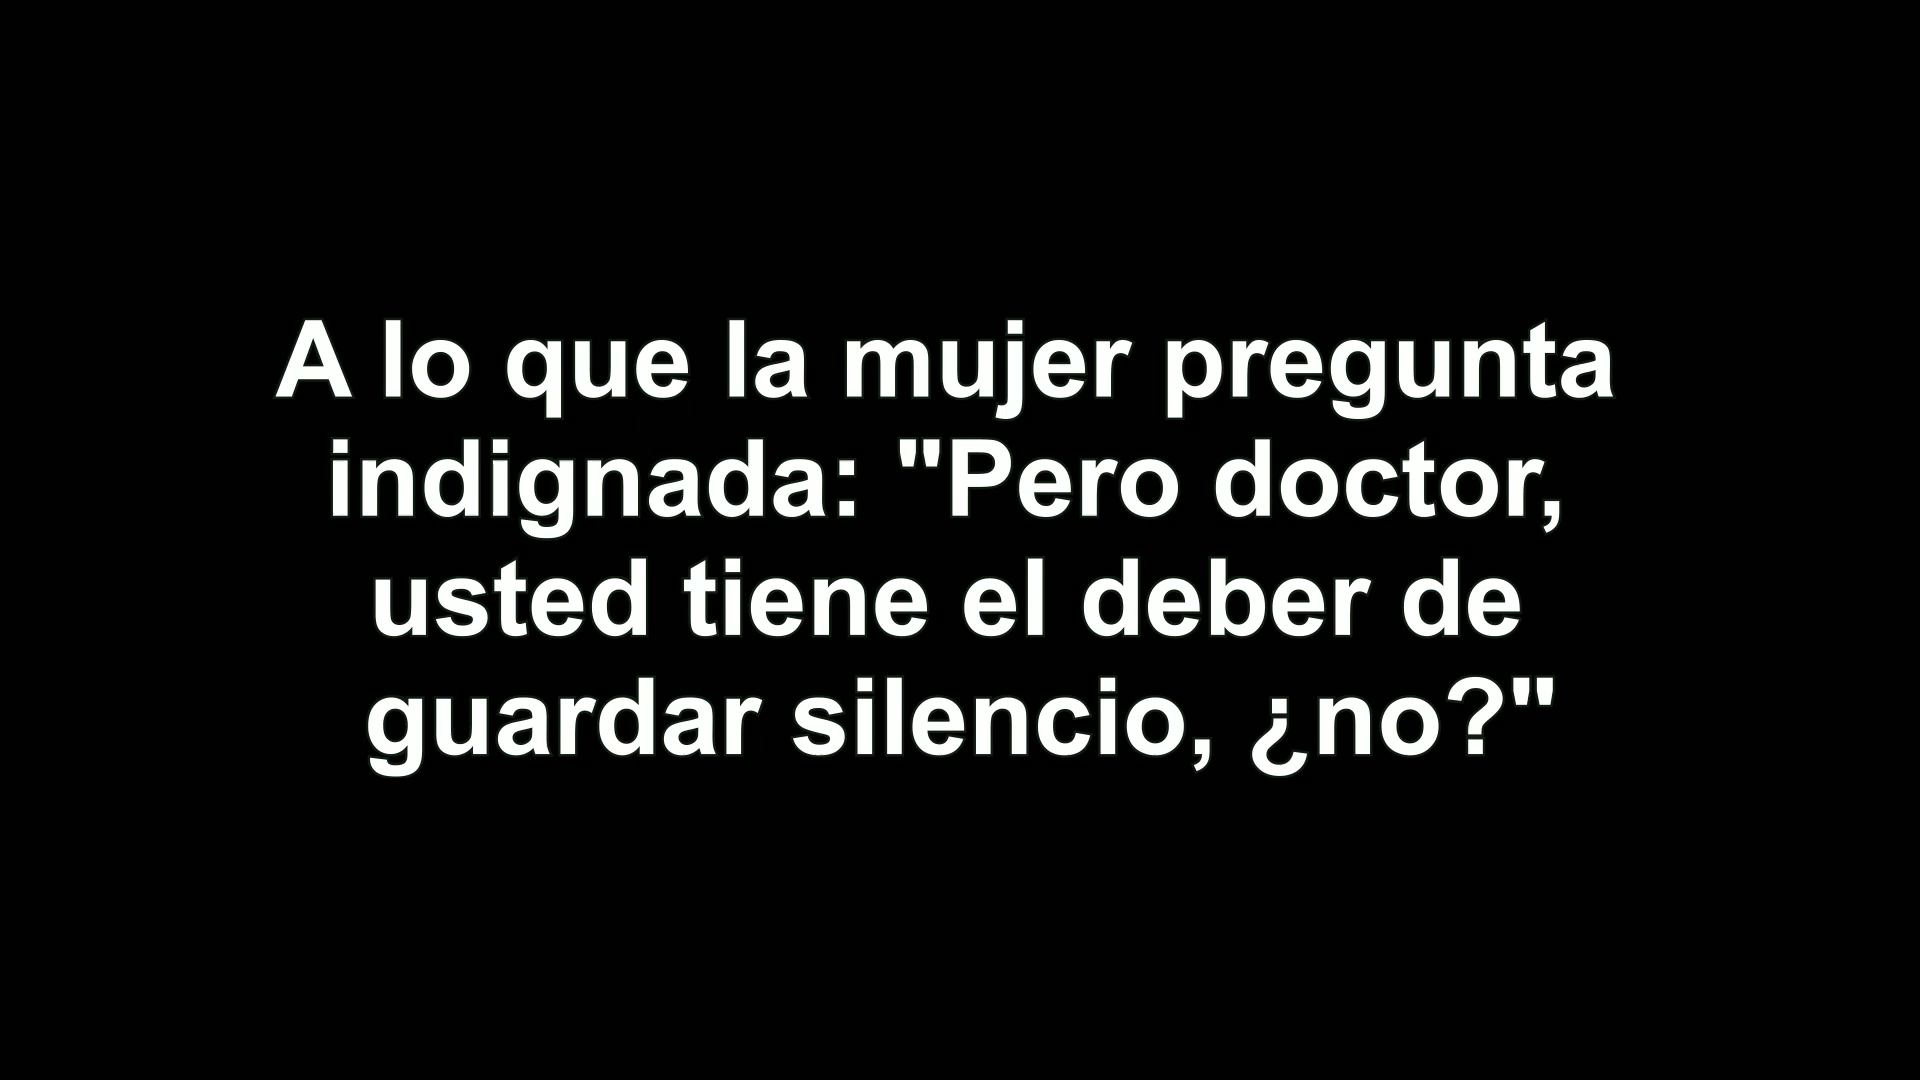 A lo que la mujer pregunta
indignada: "Pero doctor,
usted tiene el deber de
guardar silencio, ¿no?"